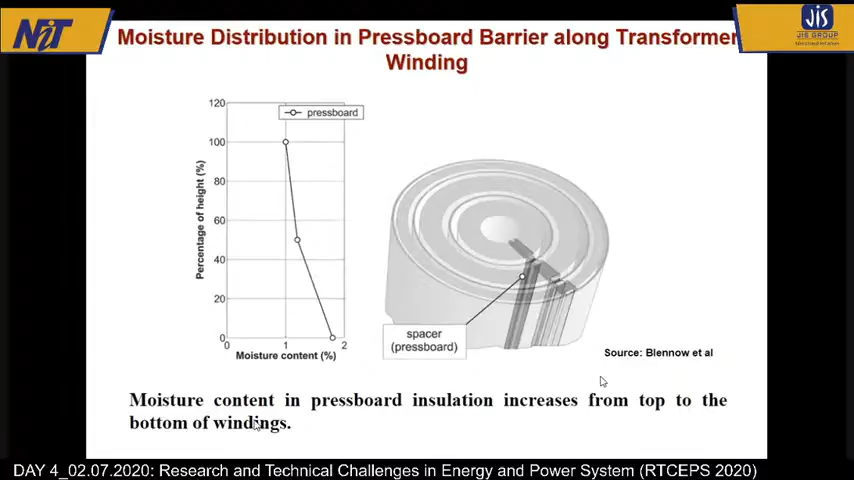 NiT
JIS
JIS GROUP
Moisture Distribution in Pressboard Barrier along Transformer
Winding
120
pressboard
100
80
60
40
20
0
Percentage of height (%)
0 1 2
Moisture content (%)
spacer
(pressboard)
Source: Blennow et al
Moisture content in pressboard insulation increases from top to the
bottom of windings.
DAY 4_02.07.2020: Research and Technical Challenges in Energy and Power System (RTCEPS 2020)